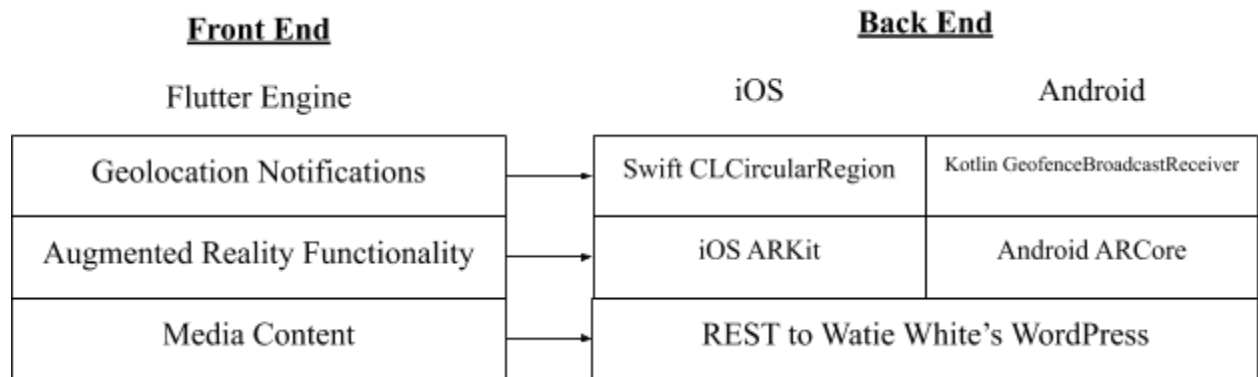 Front End
Back End
Flutter Engine
iOS
Android
Geolocation Notifications
Swift CLCircularRegion
Kotlin GeofenceBroadcastReceiver
Augmented Reality Functionality
iOS ARKit
Android ARCore
Media Content
REST to Watie White's WordPress